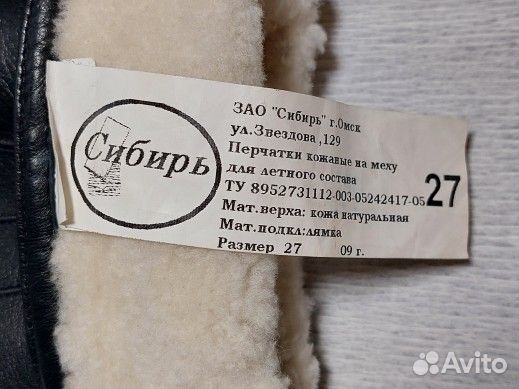 Сибирь
ЗАО "Сибирь" г.Омск
ул.Звездова ,129
Перчатки кожаные на меху
для летного состава
ТУ 8952731112-003-05242417-05
Мат.верха: кожа натуральная
Мат.подкл:лямка
Размер 27 09 г.
27
Avito